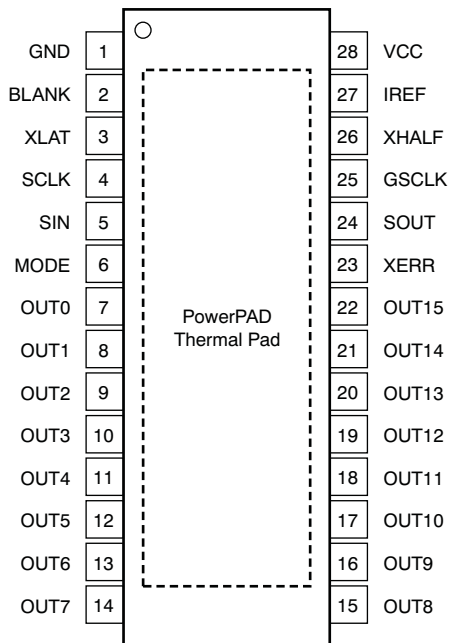 GND 1 28 VCC
BLANK 2 27 IREF
XLAT 3 26 XHALF
SCLK 4 25 GSCLK
SIN 5 24 SOUT
MODE 6 23 XERR
OUT0 7 22 OUT15
PowerPAD
Thermal Pad
OUT1 8 21 OUT14
OUT2 9 20 OUT13
OUT3 10 19 OUT12
OUT4 11 18 OUT11
OUT5 12 17 OUT10
OUT6 13 16 OUT9
OUT7 14 15 OUT8